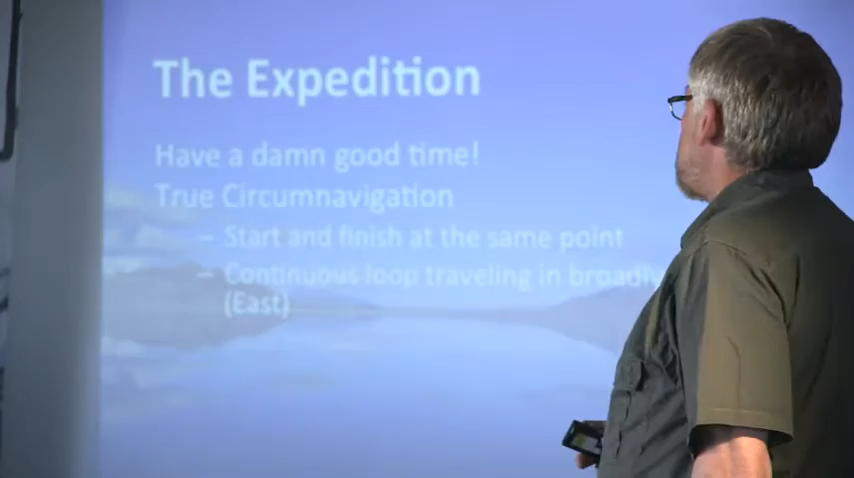 The Expedition
Have a damn good time!
True Circumnavigation
– Start and finish at the same point
– Continuous loop traveling in broadly
(East)